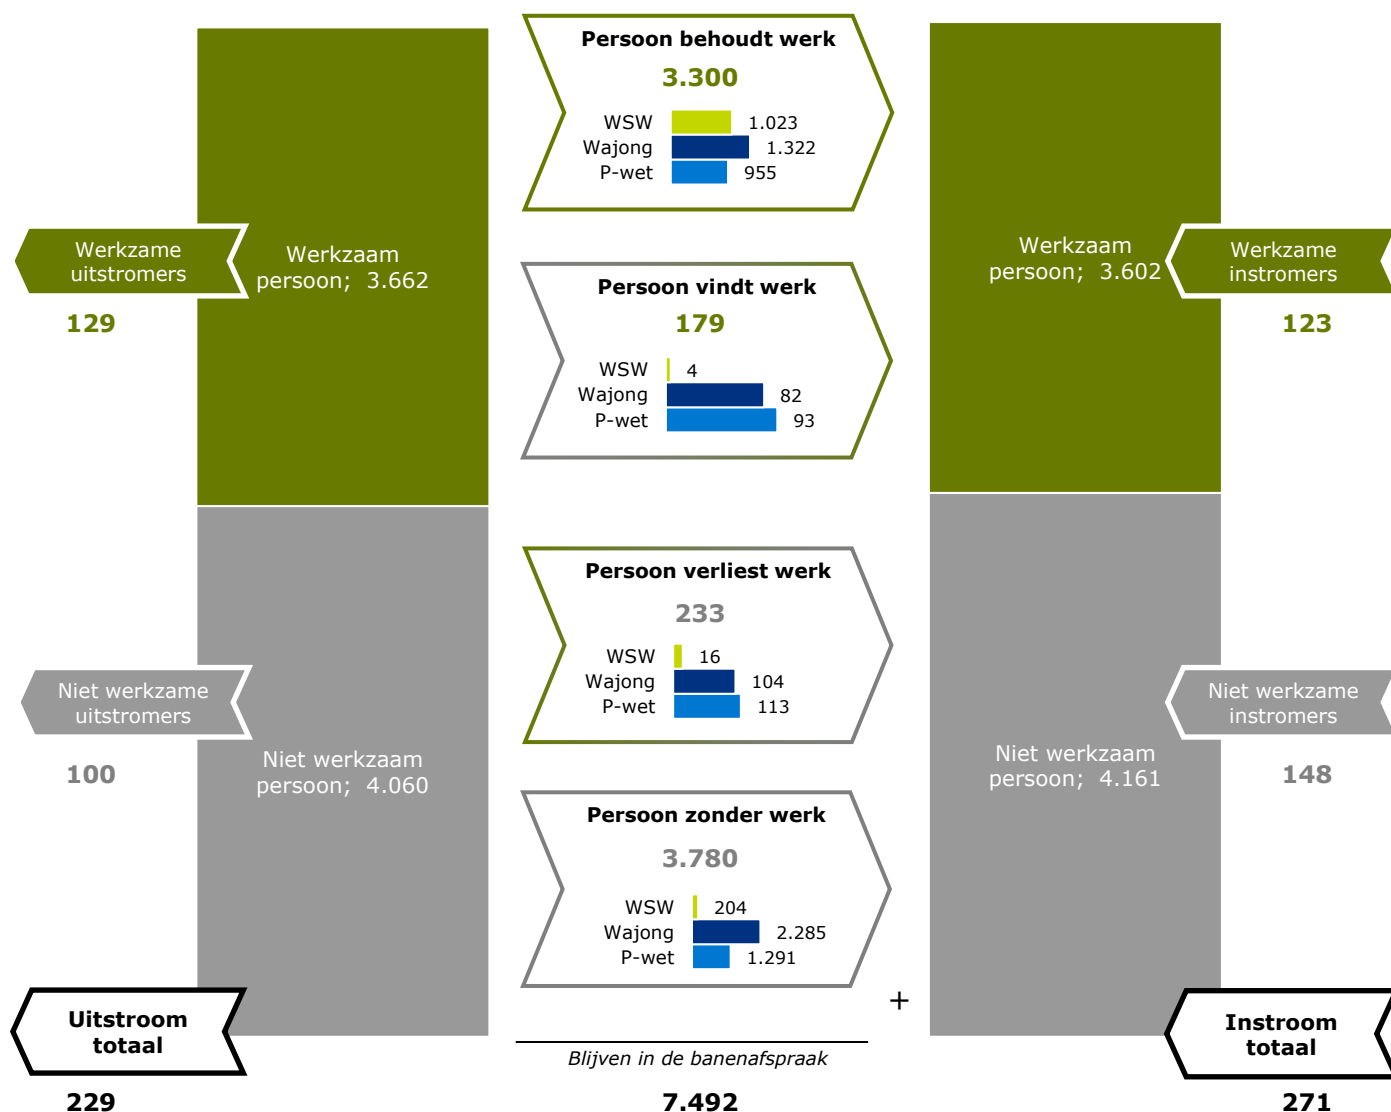 Werkzame
uitstromers
129
Werkzaam
persoon;  3.662
Niet werkzame
uitstromers
100
Niet werkzaam
persoon;  4.060
Uitstroom
totaal
229
Persoon behoudt werk
3.300
WSW 1.023
Wajong 1.322
P-wet 955
Persoon vindt werk
179
WSW 4
Wajong 82
P-wet 93
Persoon verliest werk
233
WSW 16
Wajong 104
P-wet 113
Persoon zonder werk
3.780
WSW 204
Wajong 2.285
P-wet 1.291
+
Blijven in de banenafspraak
7.492
Werkzaam
persoon;  3.602
Werkzame
instromers
123
Niet werkzaam
persoon;  4.161
Niet werkzame
instromers
148
Instroom
totaal
271